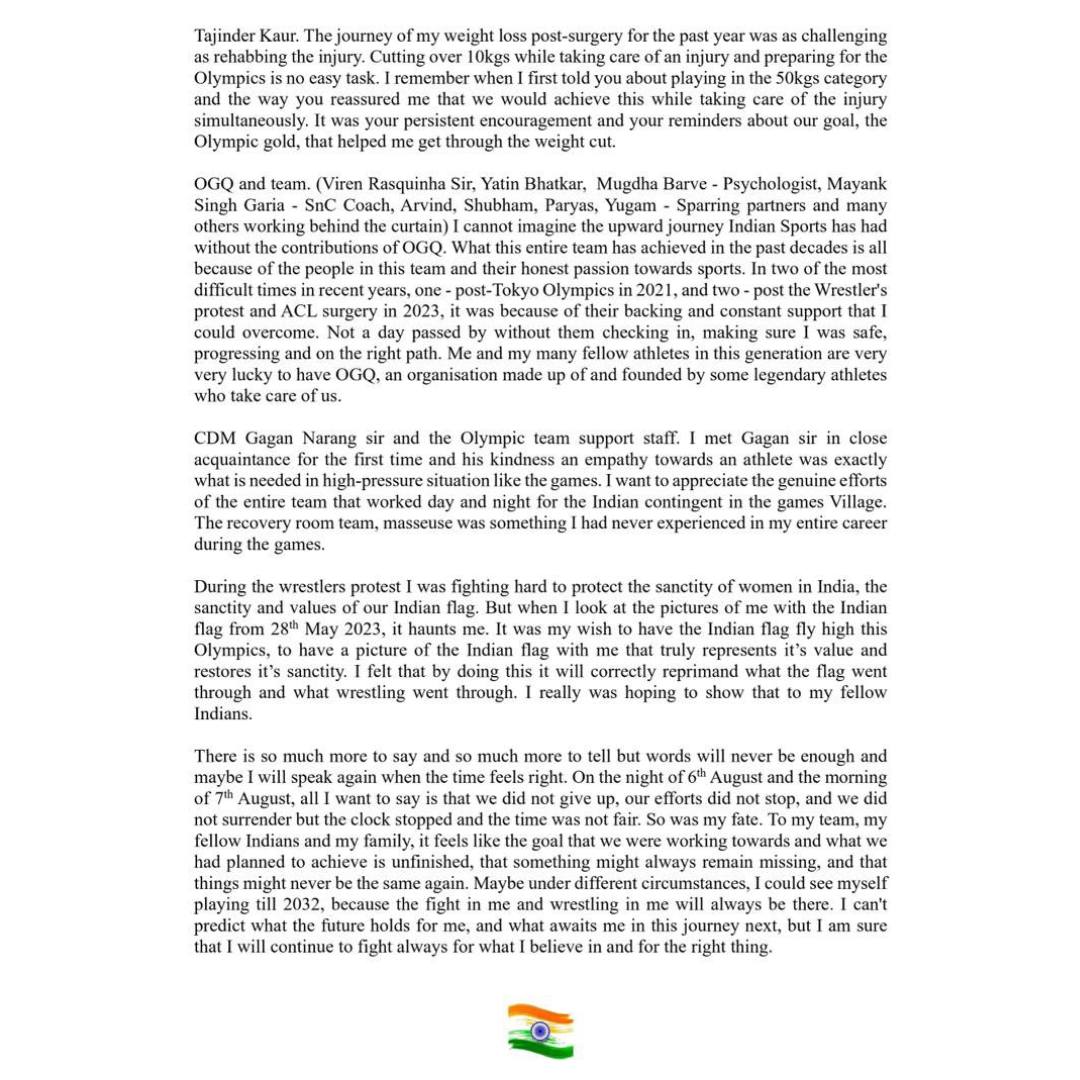 Tajinder Kaur. The journey of my weight loss post-surgery for the past year was as challenging
as rehabbing the injury. Cutting over 10kgs while taking care of an injury and preparing for the
Olympics is no easy task. I remember when I first told you about playing in the 50kgs category
and the way you reassured me that we would achieve this while taking care of the injury
simultaneously. It was your persistent encouragement and your reminders about our goal, the
Olympic gold, that helped me get through the weight cut.
OGQ and team. (Viren Rasquinha Sir, Yatin Bhatkar, Mugdha Barve - Psychologist, Mayank
Singh Garia - SnC Coach, Arvind, Shubham, Paryas, Yugam - Sparring partners and many
others working behind the curtain) I cannot imagine the upward journey Indian Sports has had
without the contributions of OGQ. What this entire team has achieved in the past decades is all
because of the people in this team and their honest passion towards sports. In two of the most
difficult times in recent years, one - post-Tokyo Olympics in 2021, and two - post the Wrestler's
protest and ACL surgery in 2023, it was because of their backing and constant support that I
could overcome. Not a day passed by without them checking in, making sure I was safe,
progressing and on the right path. Me and my many fellow athletes in this generation are very
very lucky to have OGQ, an organisation made up of and founded by some legendary athletes
who take care of us.
CDM Gagan Narang sir and the Olympic team support staff. I met Gagan sir in close
acquaintance for the first time and his kindness an empathy towards an athlete was exactly
what is needed in high-pressure situation like the games. I want to appreciate the genuine efforts
of the entire team that worked day and night for the Indian contingent in the games Village.
The recovery room team, masseuse was something I had never experienced in my entire career
during the games.
During the wrestlers protest I was fighting hard to protect the sanctity of women in India, the
sanctity and values of our Indian flag. But when I look at the pictures of me with the Indian
flag from 28th May 2023, it haunts me. It was my wish to have the Indian flag fly high this
Olympics, to have a picture of the Indian flag with me that truly represents it’s value and
restores it’s sanctity. I felt that by doing this it will correctly reprimand what the flag went
through and what wrestling went through. I really was hoping to show that to my fellow
Indians.
There is so much more to say and so much more to tell but words will never be enough and
maybe I will speak again when the time feels right. On the night of 6th August and the morning
of 7th August, all I want to say is that we did not give up, our efforts did not stop, and we did
not surrender but the clock stopped and the time was not fair. So was my fate. To my team, my
fellow Indians and my family, it feels like the goal that we were working towards and what we
had planned to achieve is unfinished, that something might always remain missing, and that
things might never be the same again. Maybe under different circumstances, I could see myself
playing till 2032, because the fight in me and wrestling in me will always be there. I can't
predict what the future holds for me, and what awaits me in this journey next, but I am sure
that I will continue to fight always for what I believe in and for the right thing.